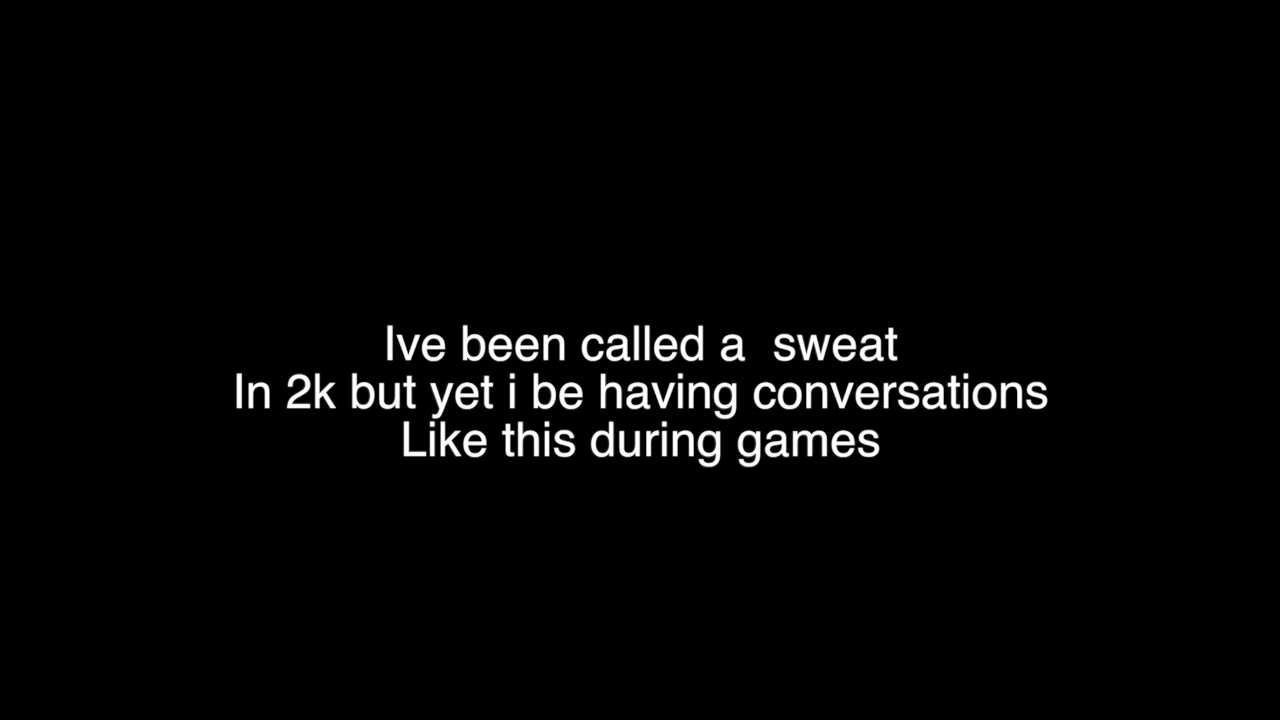 Ive been called a  sweat
In 2k but yet i be having conversations
Like this during games